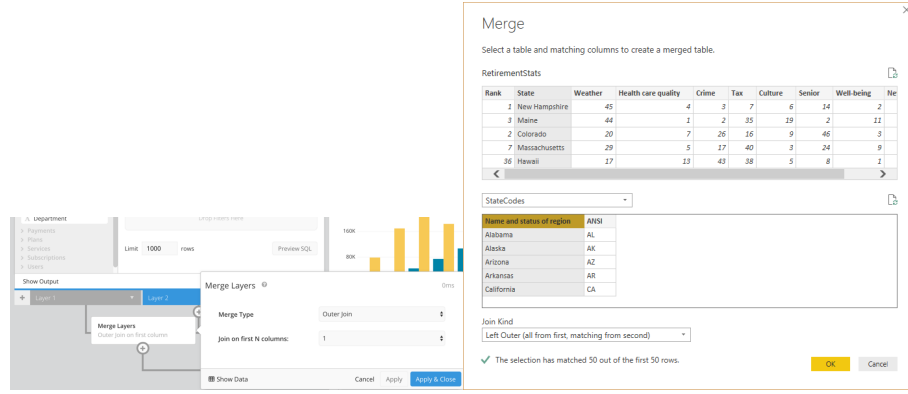 Department
Payments
Plans
Services
Subscriptions
Users
Drop fields here
Limit 1000 rows
Preview SQL
160K
80K
Show Output
+ Layer 1
Layer 2
Merge Layers
Outer join on first column
Merge Layers
0ms
Merge Type
Outer Join
Join on first N columns:
1
Show Data
Cancel
Apply
Apply & Close
Merge
Select a table and matching columns to create a merged table.
RetirementStats
Rank State Weather Health care quality Crime Tax Culture Senior Well-being Ne
1 New Hampshire 45 4 3 7 6 14 2
3 Maine 44 1 2 35 19 2 11
2 Colorado 20 7 26 16 9 46 3
7 Massachusetts 29 5 17 40 3 24 9
36 Hawaii 17 13 43 38 5 8 1
StateCodes
Name and status of region ANSI
Alabama AL
Alaska AK
Arizona AZ
Arkansas AR
California CA
Join Kind
Left Outer (all from first, matching from second)
The selection has matched 50 out of the first 50 rows.
OK
Cancel